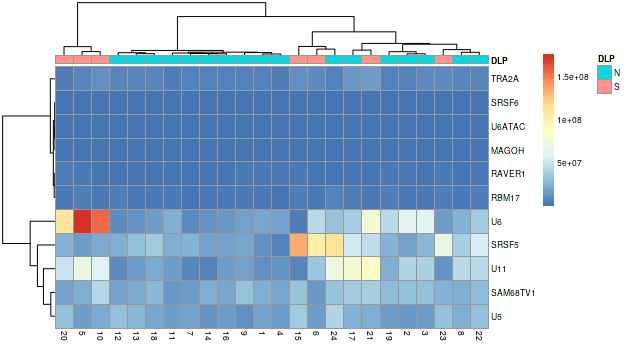 DLP
DLP
N
S
TRA2A
SRSF6
U6ATAC
MAGOH
RAVER1
RBM17
U6
SRSF5
U11
SAM68TV1
U5
1.5e+08
1e+08
5e+07
20 5 10 12 13 18 11 7 14 16 9 1 4 15 6 24 17 21 19 2 3 23 8 22